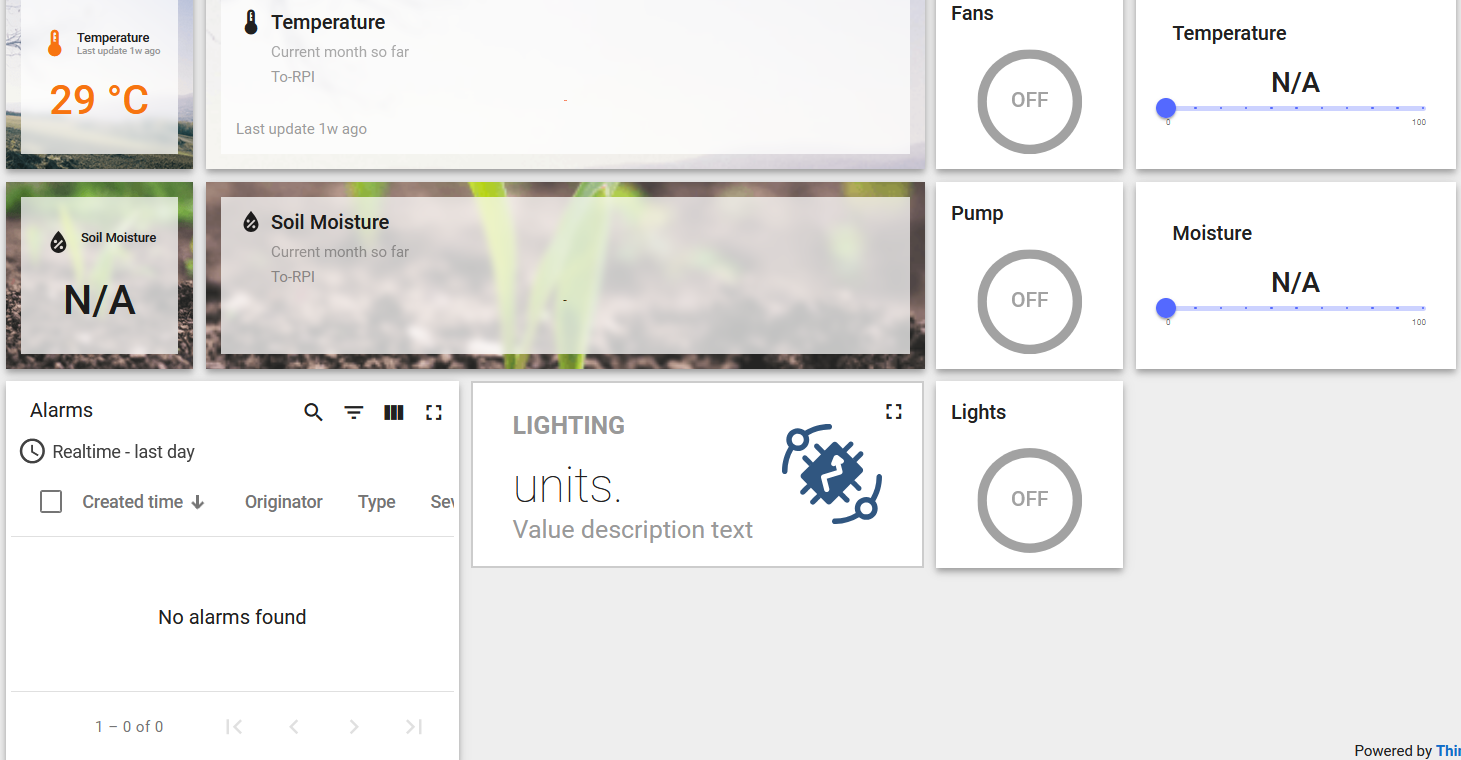 Temperature
Last update 1w ago
29 °C
Temperature
Current month so far
To-RPI
-
Last update 1w ago
Fans
OFF
Temperature
N/A
0 100
Soil Moisture
N/A
Soil Moisture
Current month so far
To-RPI
-
Pump
OFF
Moisture
N/A
0 100
Alarms
Realtime - last day
Created time Originator Type Sev
No alarms found
1 – 0 of 0
LIGHTING
units.
Value description text
Lights
OFF
Powered by Thin